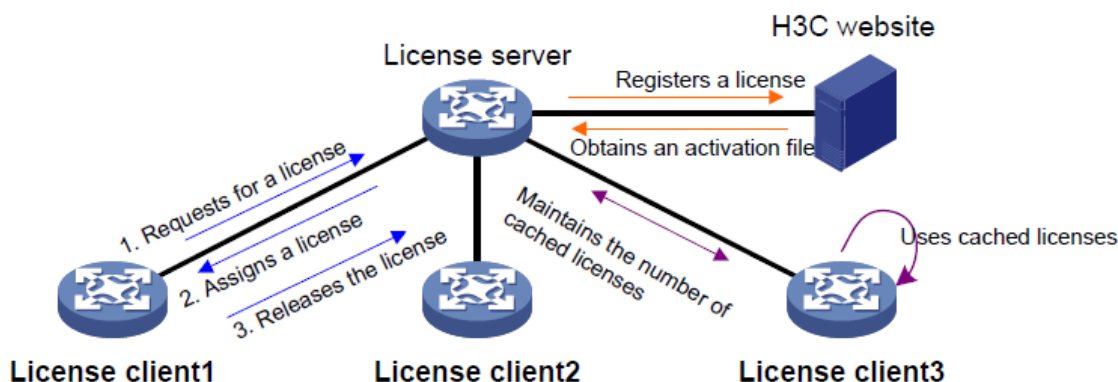 H3C website
License server
Registers a license
Obtains an activation file
1. Requests for a license
2. Assigns a license
3. Releases the license
Maintains the number of
cached licenses
Uses cached licenses
License client1
License client2
License client3